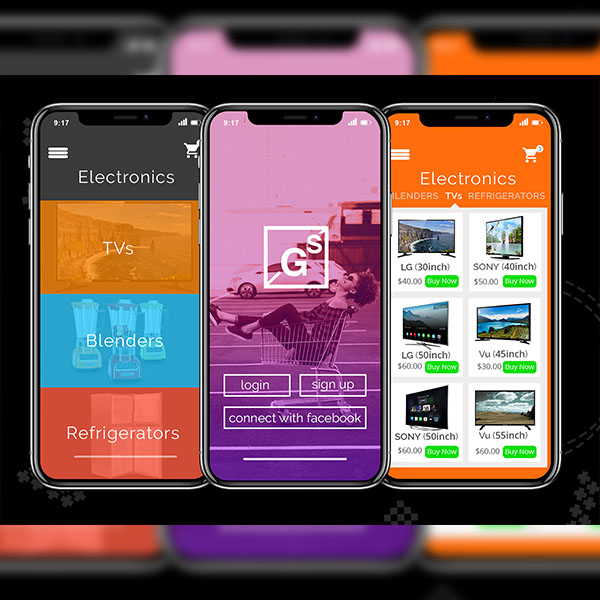 9:17
Electronics
TVs
Blenders
Refrigerators
9:17
GS
login
sign up
connect with facebook
9:17
3
Electronics
BLENDERS TVs REFRIGERATORS
LG (30inch)
$40.00 Buy Now
SONY (40inch)
$50.00 Buy Now
LG (50inch)
$60.00 Buy Now
Vu (45inch)
$30.00 Buy Now
SONY (50inch)
$60.00 Buy Now
Vu (55inch)
$60.00 Buy Now